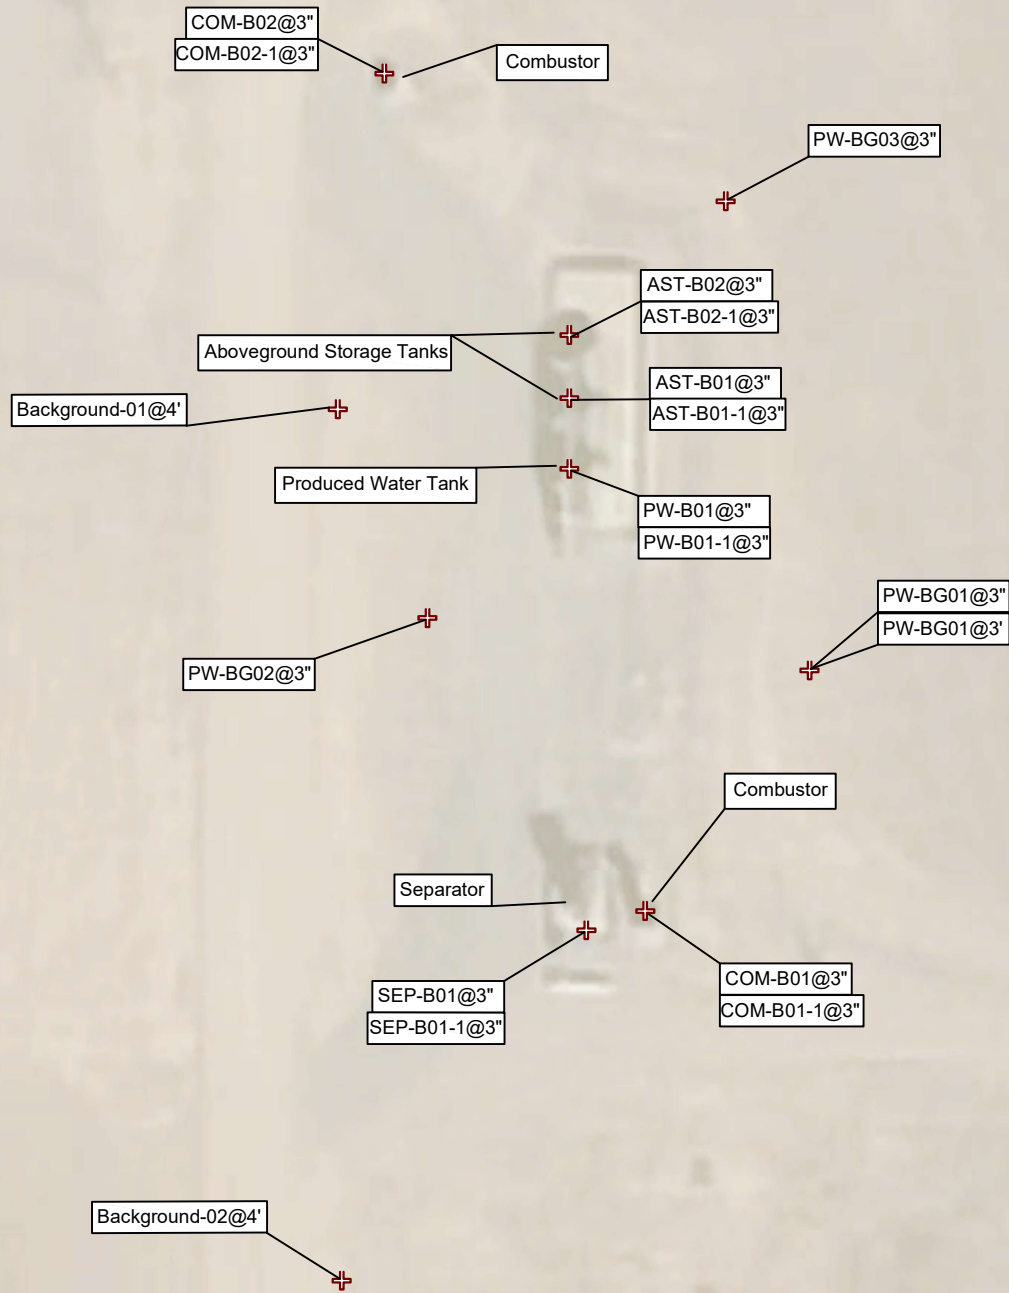 COM-B02@3"
COM-B02-1@3"
Combustor
PW-BG03@3"
AST-B02@3"
AST-B02-1@3"
Aboveground Storage Tanks
AST-B01@3"
AST-B01-1@3"
Background-01@4'
Produced Water Tank
PW-B01@3"
PW-B01-1@3"
PW-BG01@3"
PW-BG01@3'
PW-BG02@3"
Combustor
Separator
COM-B01@3"
COM-B01-1@3"
SEP-B01@3"
SEP-B01-1@3"
Background-02@4'